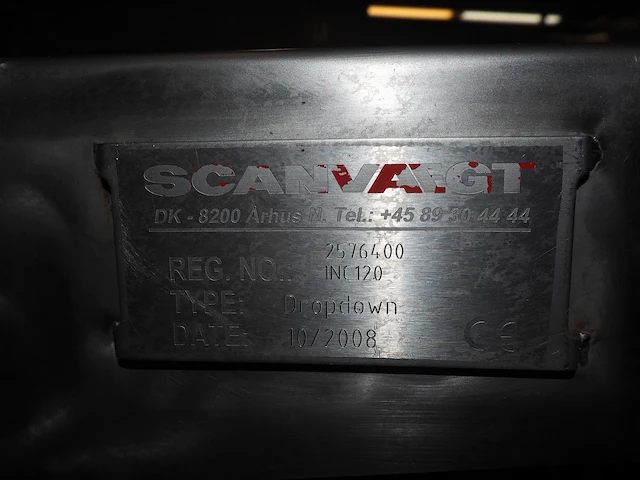 SCANVÆGT
DK - 8200 Århus N. Tel.: +45 89 30 44 44
2576400
REG. NO.: INC120
TYPE: Dropdown
DATE: 10/2008
CE